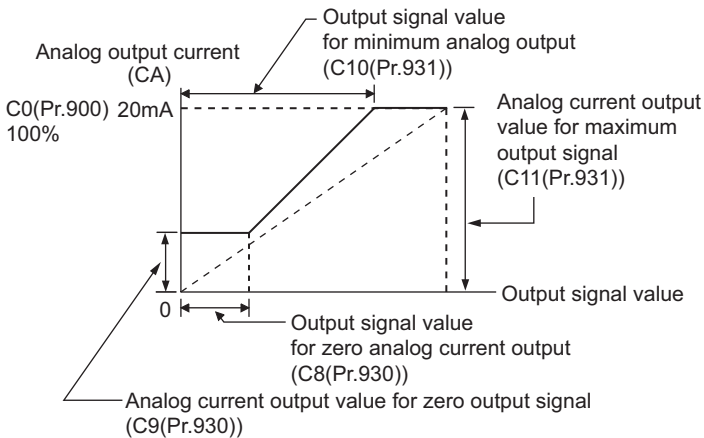 Output signal value
for minimum analog output
(C10(Pr.931))
Analog output current
(CA)
C0(Pr.900) 20mA
100%
Analog current output
value for maximum
output signal
(C11(Pr.931))
Output signal value
0
Output signal value
for zero analog current output
(C8(Pr.930))
Analog current output value for zero output signal
(C9(Pr.930))